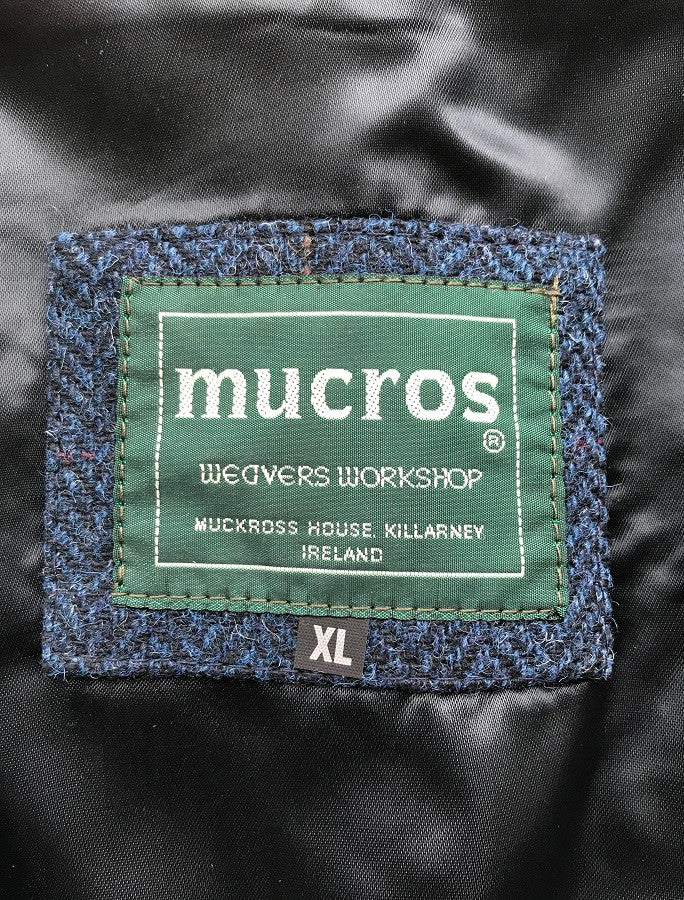 mucros
®
WEAVERS WORKSHOP
MUCKROSS HOUSE. KILLARNEY
IRELAND
XL